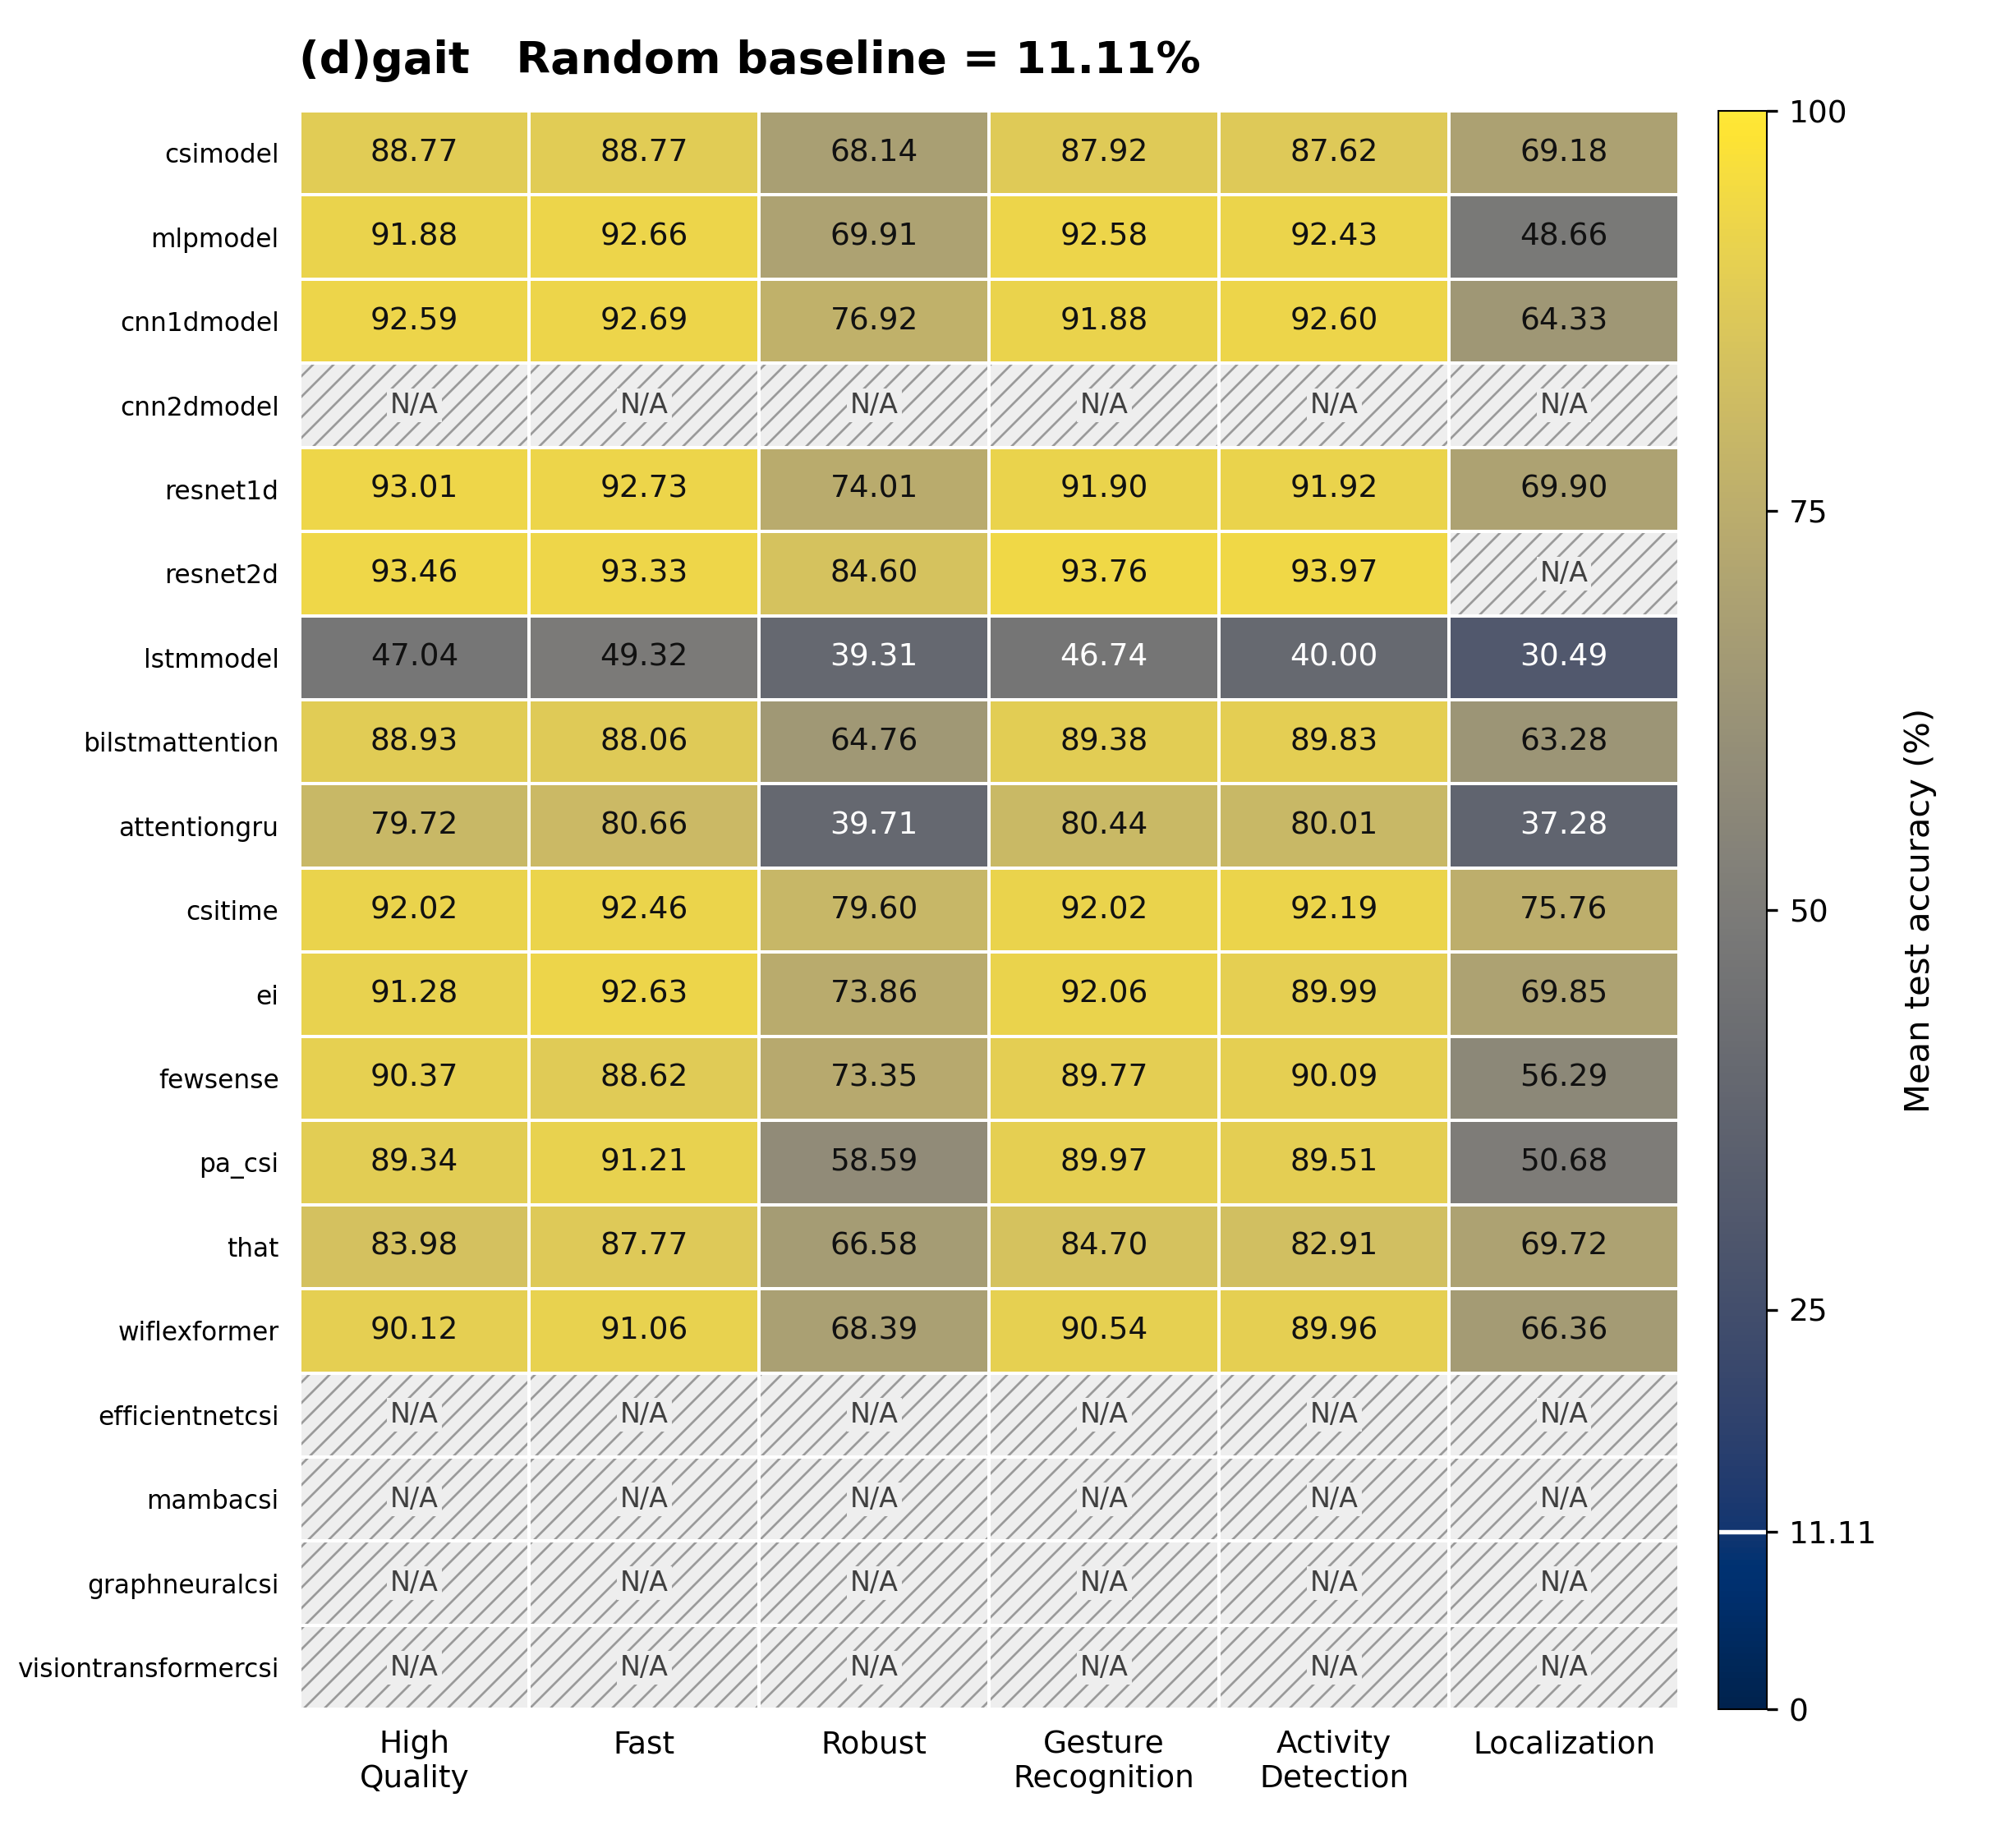 (d)gait   Random baseline = 11.11%
csimodel 88.77 88.77 68.14 87.92 87.62 69.18
mlpmodel 91.88 92.66 69.91 92.58 92.43 48.66
cnn1dmodel 92.59 92.69 76.92 91.88 92.60 64.33
cnn2dmodel N/A N/A N/A N/A N/A N/A
resnet1d 93.01 92.73 74.01 91.90 91.92 69.90
resnet2d 93.46 93.33 84.60 93.76 93.97 N/A
lstmmodel 47.04 49.32 39.31 46.74 40.00 30.49
bilstmattention 88.93 88.06 64.76 89.38 89.83 63.28
attentiongru 79.72 80.66 39.71 80.44 80.01 37.28
csitime 92.02 92.46 79.60 92.02 92.19 75.76
ei 91.28 92.63 73.86 92.06 89.99 69.85
fewsense 90.37 88.62 73.35 89.77 90.09 56.29
pa_csi 89.34 91.21 58.59 89.97 89.51 50.68
that 83.98 87.77 66.58 84.70 82.91 69.72
wiflexformer 90.12 91.06 68.39 90.54 89.96 66.36
efficientnetcsi N/A N/A N/A N/A N/A N/A
mambacsi N/A N/A N/A N/A N/A N/A
graphneuralcsi N/A N/A N/A N/A N/A N/A
visiontransformercsi N/A N/A N/A N/A N/A N/A
High Fast Robust Gesture Activity Localization
Quality Recognition Detection
100
75
50
25
11.11
0
Mean test accuracy (%)